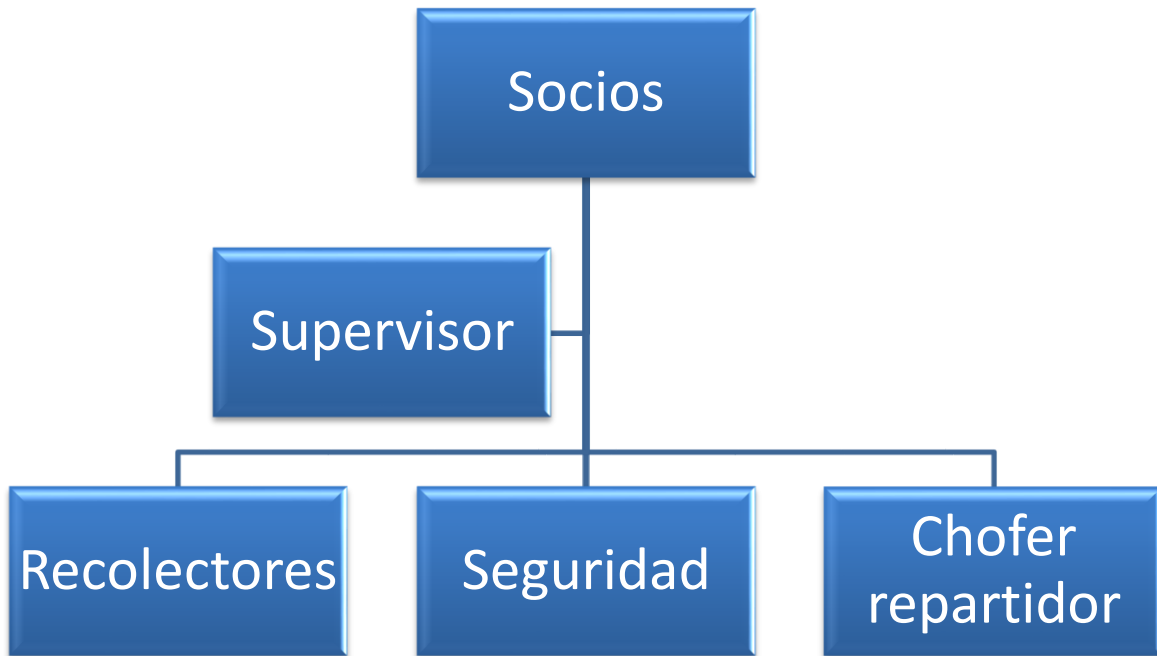 Socios
Supervisor
Recolectores
Seguridad
Chofer
repartidor